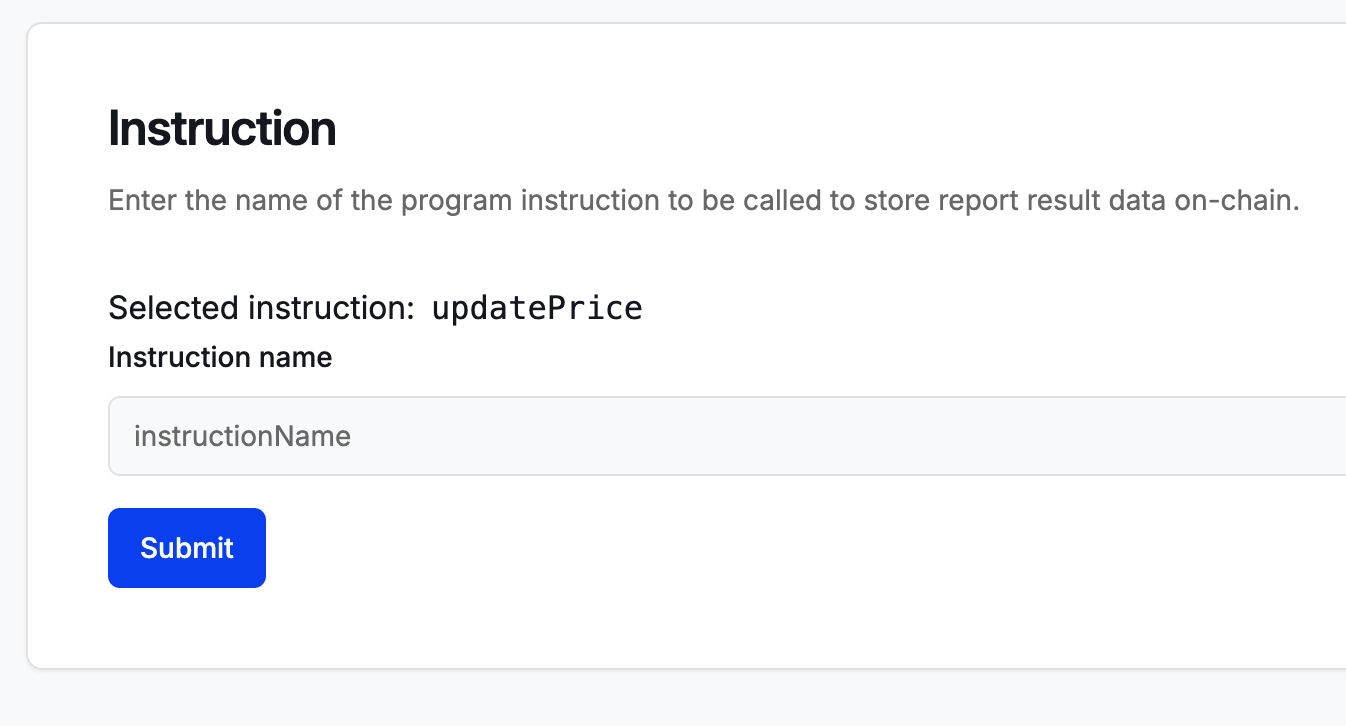 Instruction
Enter the name of the program instruction to be called to store report result data on-chain.
Selected instruction: updatePrice
Instruction name
instructionName
Submit